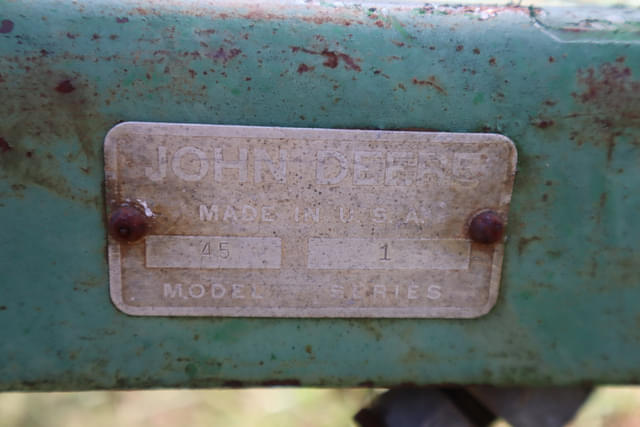 JOHN DEERE
MADE IN U.S.A.
45 1
MODEL SERIES